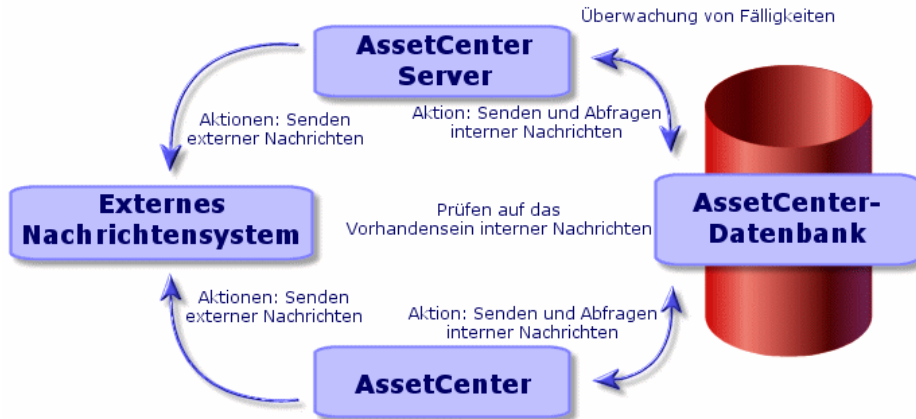 Überwachung von Fälligkeiten
AssetCenter
Server
Aktionen: Senden
externer Nachrichten
Aktion: Senden und Abfragen
interner Nachrichten
Externes
Nachrichtensystem
Prüfen auf das
Vorhandensein interner Nachrichten
AssetCenter-
Datenbank
Aktionen: Senden
externer Nachrichten
Aktion: Senden und Abfragen
interner Nachrichten
AssetCenter